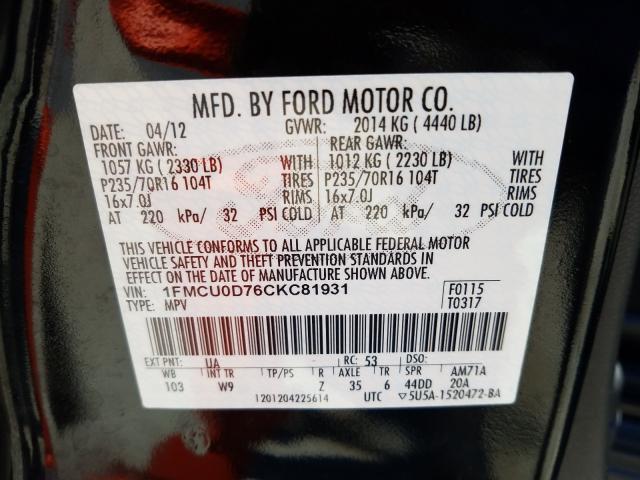 MFD. BY FORD MOTOR CO.
DATE: 04/12 GVWR: 2014 KG ( 4440 LB)
FRONT GAWR: REAR GAWR:
1057 KG ( 2330 LB) WITH 1012 KG ( 2230 LB) WITH
P235/70R16 104T TIRES P235/70R16 104T TIRES
16x7.0J RIMS 16x7.0J RIMS
AT 220 kPa/ 32 PSI COLD AT 220 kPa/ 32 PSI COLD
THIS VEHICLE CONFORMS TO ALL APPLICABLE FEDERAL MOTOR
VEHICLE SAFETY AND THEFT PREVENTION STANDARDS IN
EFFECT ON THE DATE OF MANUFACTURE SHOWN ABOVE.
VIN: 1FMCU0D76CKC81931 F0115
TYPE: MPV T0317
EXT PNT: UA RC: 53 DSO:
WB INT TR TP/PS R AXLE TR SPR AM71A
103 W9 Z 35 6 44DD 20A
1201204225614 UTC 5U5A-1520472-BA